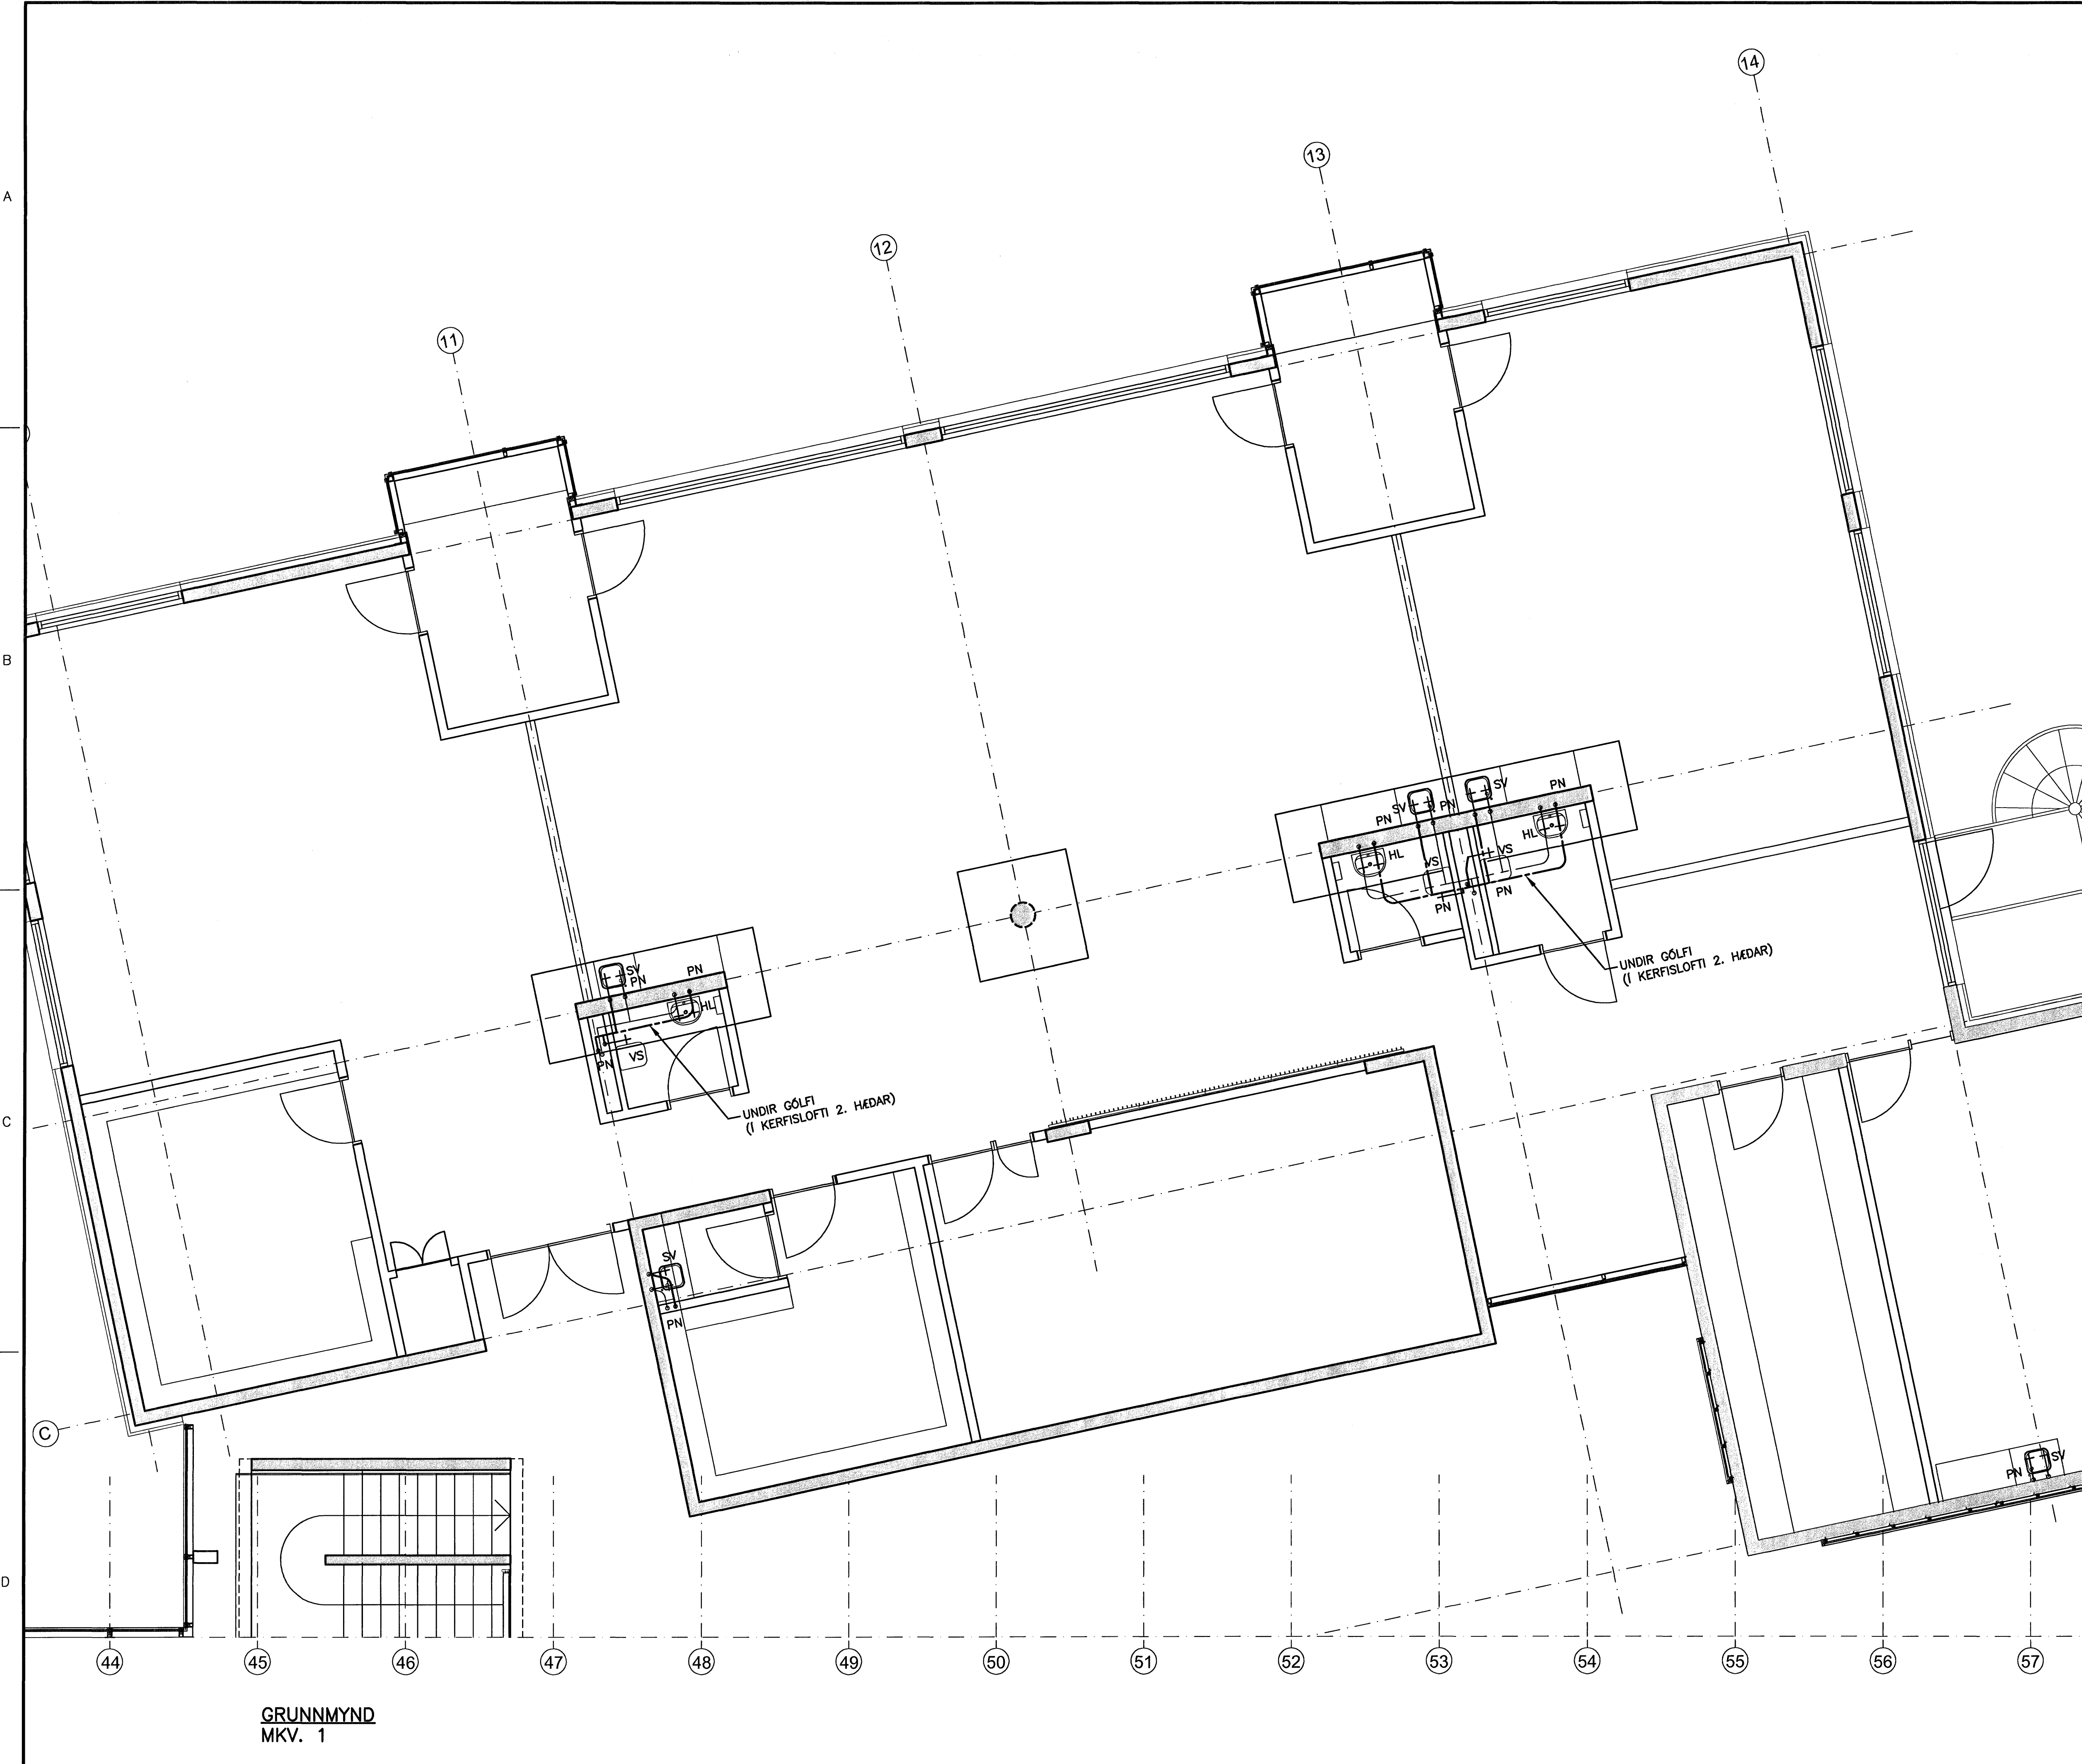 14
13
A
12
11
B
SV
PN
SV
PN
PN
HL
HL
VS
VS
PN
PN
UNDIR GÓLFI
(Í KERFISLOFTI 2. HÆÐAR)
SV
PN
PN
HL
VS
PN
UNDIR GÓLFI
(Í KERFISLOFTI 2. HÆÐAR)
C
SV
PN
C
SV
PN
D
44 45 46 47 48 49 50 51 52 53 54 55 56 57
GRUNNMYND
MKV. 1